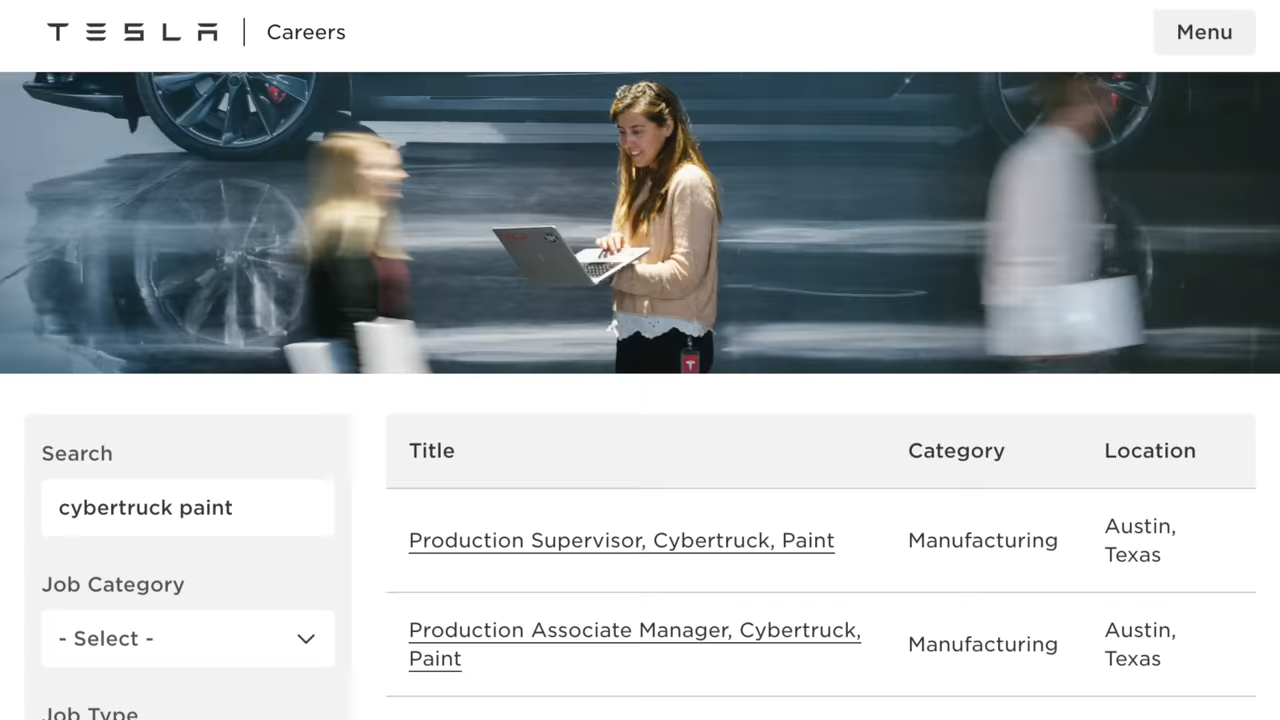 TESLA Careers Menu
Search
cybertruck paint
Job Category
- Select -
Job Type
Title Category Location
Production Supervisor, Cybertruck, Paint Manufacturing Austin,
Texas
Production Associate Manager, Cybertruck,
Paint Manufacturing Austin,
Texas